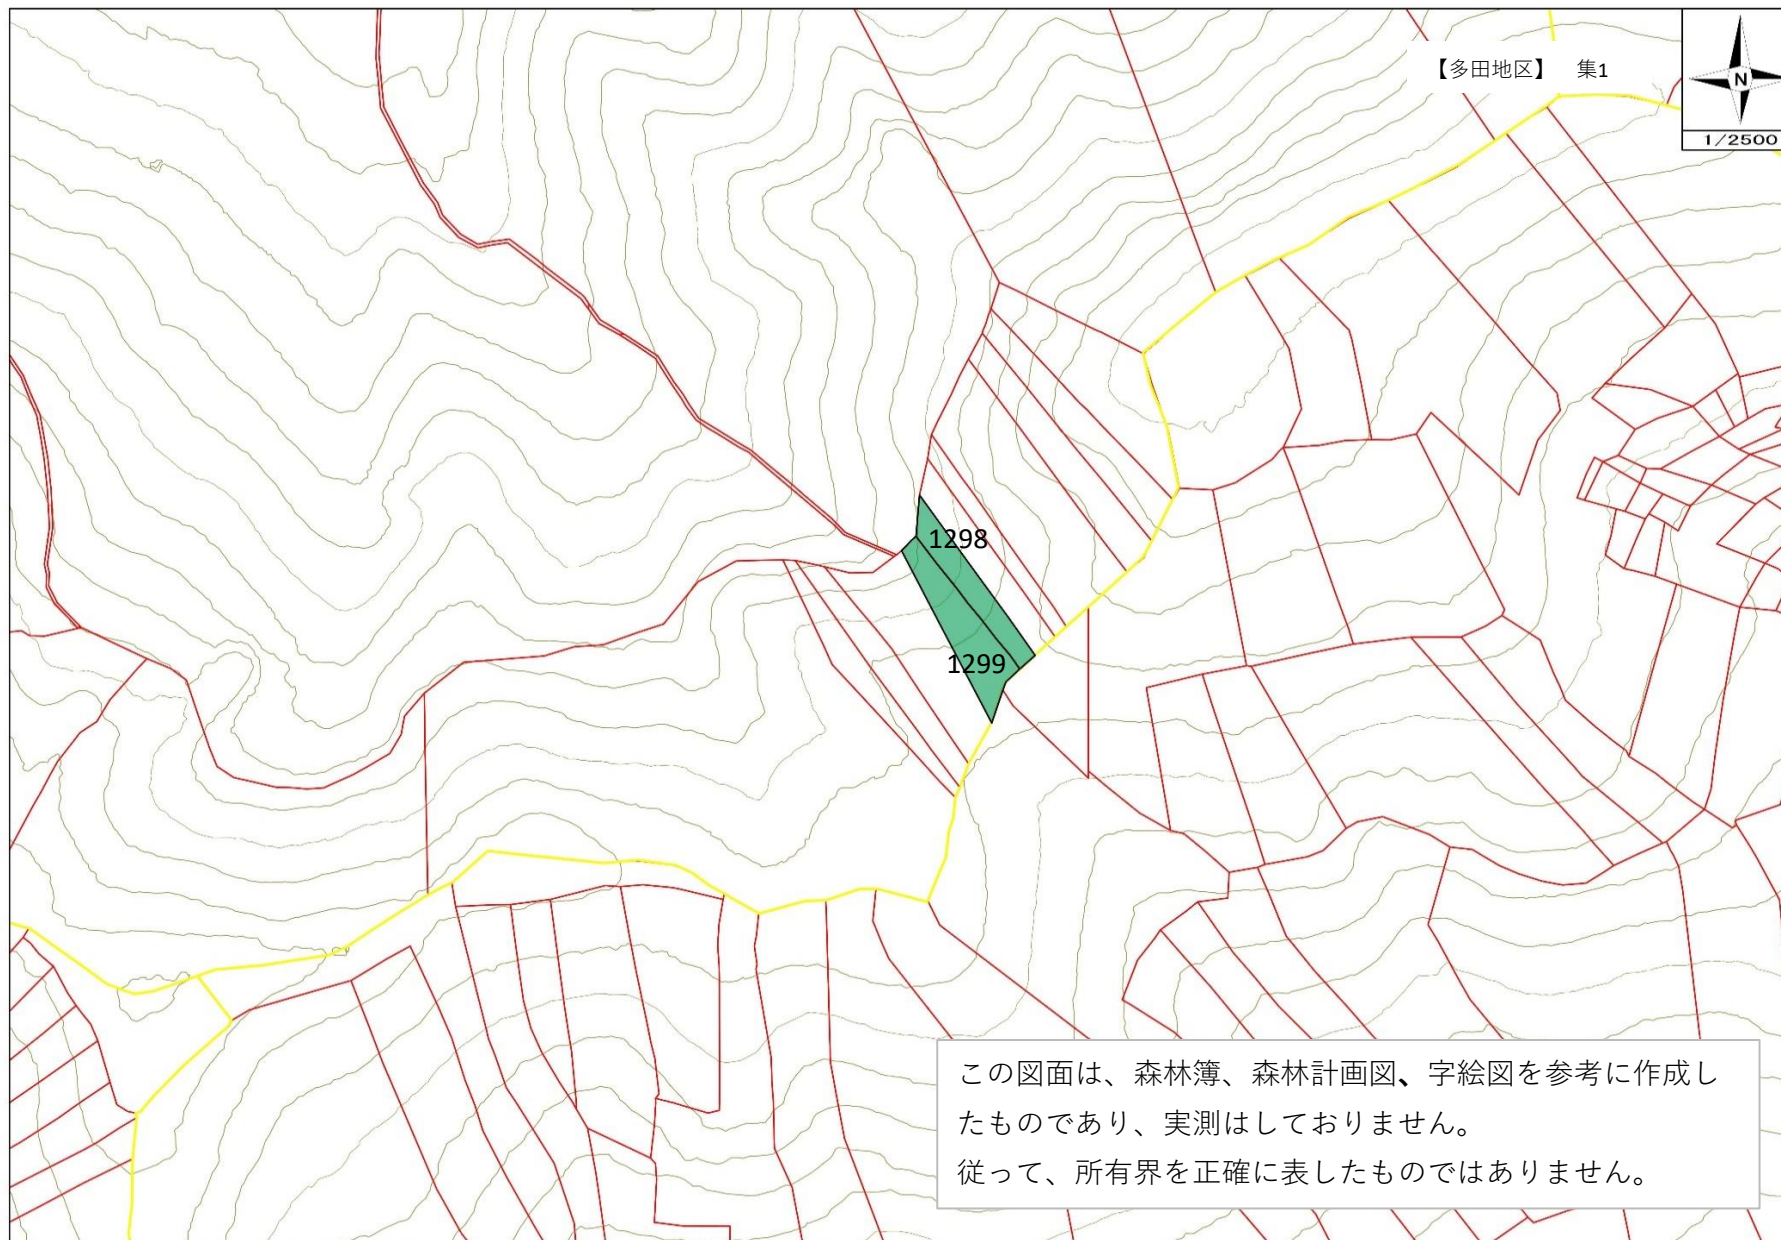 【多田地区】 集1
N
1/2500
1298
1299
この図面は、森林簿、森林計画図、字絵図を参考に作成し
たものであり、実測はしておりません。
従って、所有界を正確に表したものではありません。